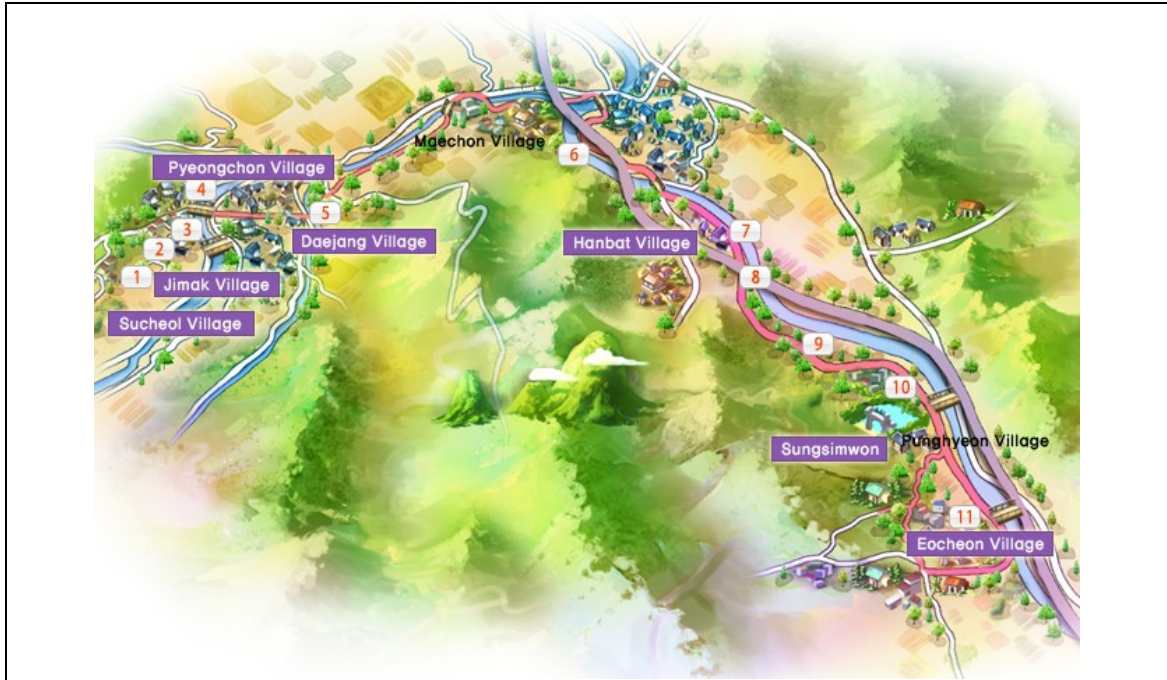 Maechon Village
Pyeongchon Village
4
6
5
3
7
Daejang Village
Hanbat Village
2
1
8
Jimak Village
Sucheol Village
9
10
Punghyeon Village
Sungsimwon
11
Eocheon Village